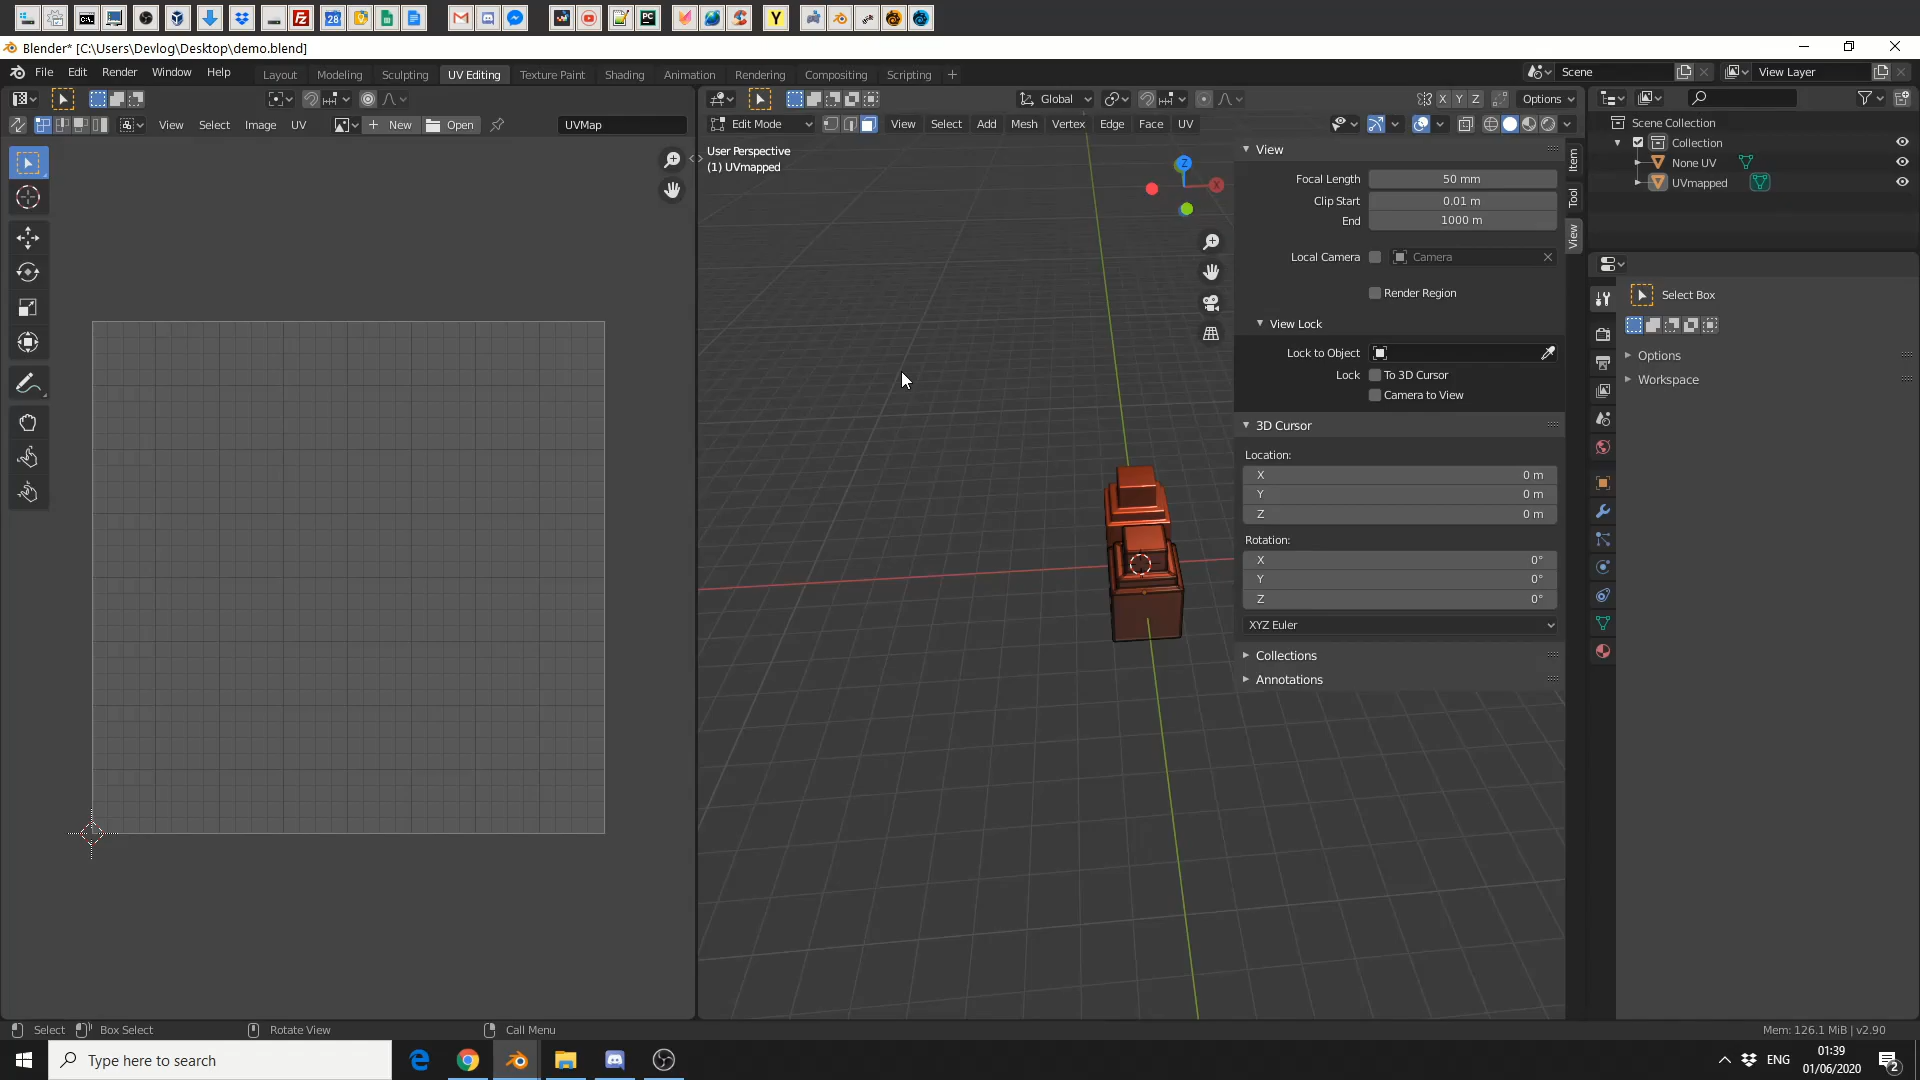 28
Y
Blender* [C:\Users\Devlog\Desktop\demo.blend]
File Edit Render Window Help
Layout Modeling Sculpting UV Editing Texture Paint Shading Animation Rendering Compositing Scripting +
Scene
View Layer
Global
X Y Z
Options
View Select Image UV
+ New
Open
UVMap
Edit Mode
View Select Add Mesh Vertex Edge Face UV
User Perspective
(1) UVmapped
Z
X
View
Focal Length 50 mm
Clip Start 0.01 m
End 1000 m
Local Camera Camera
Render Region
View Lock
Lock to Object
Lock To 3D Cursor
Camera to View
3D Cursor
Location:
X 0 m
Y 0 m
Z 0 m
Rotation:
X 0°
Y 0°
Z 0°
XYZ Euler
Collections
Annotations
Item
Tool
View
Scene Collection
Collection
None UV
UVmapped
Select Box
Options
Workspace
Select Box Select Rotate View Call Menu
Mem: 126.1 MiB | v2.90
Type here to search
ENG
01:39
01/06/2020
2